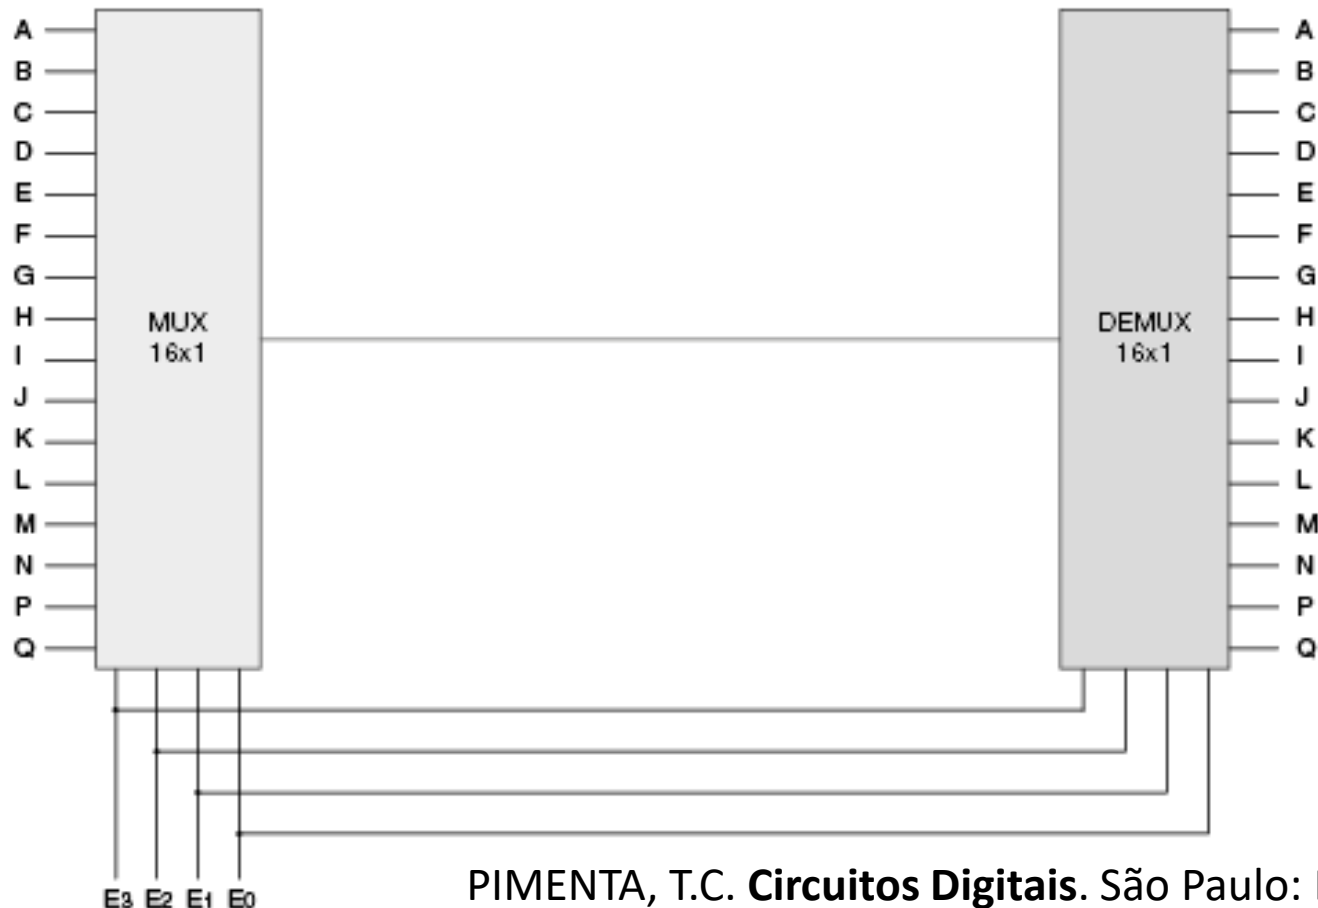 A A
B B
C C
D D
E E
F F
G G
H H
MUX DEMUX
16x1 16x1
I I
J J
K K
L L
M M
N N
P P
Q Q
E3 E2 E1 E0
PIMENTA, T.C. Circuitos Digitais. São Paulo: